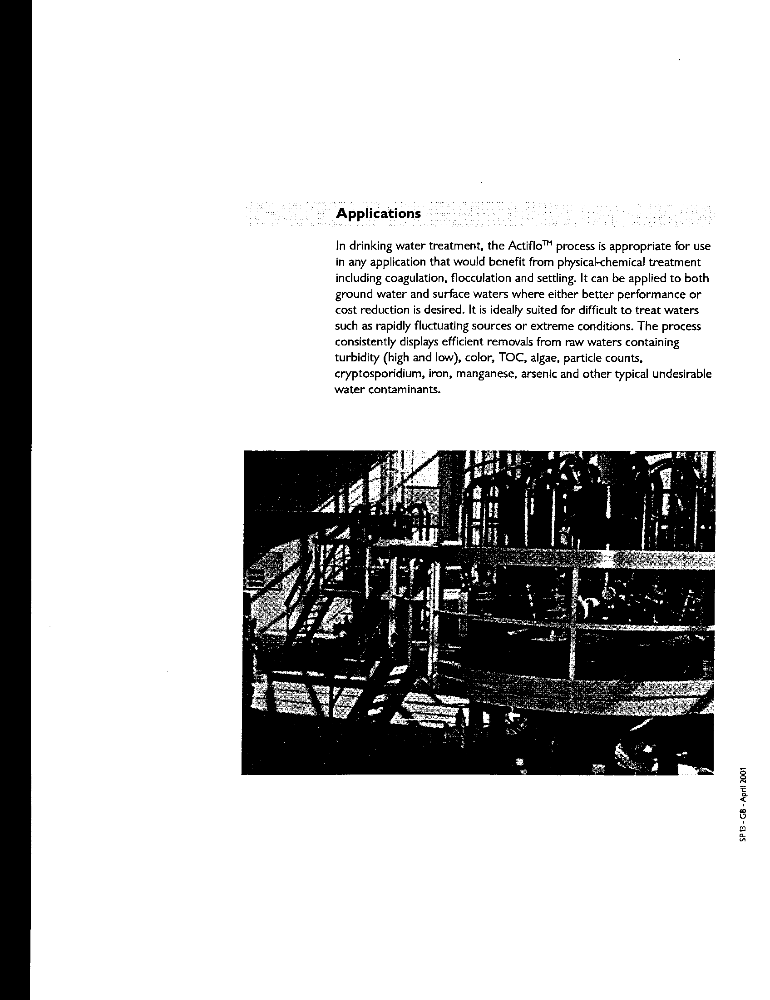 Applications
In drinking water treatment, the Actiflo™ process is appropriate for use
in any application that would benefit from physical-chemical treatment
including coagulation, flocculation and settling. It can be applied to both
ground water and surface waters where either better performance or
cost reduction is desired. It is ideally suited for difficult to treat waters
such as rapidly fluctuating sources or extreme conditions. The process
consistently displays efficient removals from raw waters containing
turbidity (high and low), color, TOC, algae, particle counts,
cryptosporidium, iron, manganese, arsenic and other typical undesirable
water contaminants.
SP13 - GB - April 2001